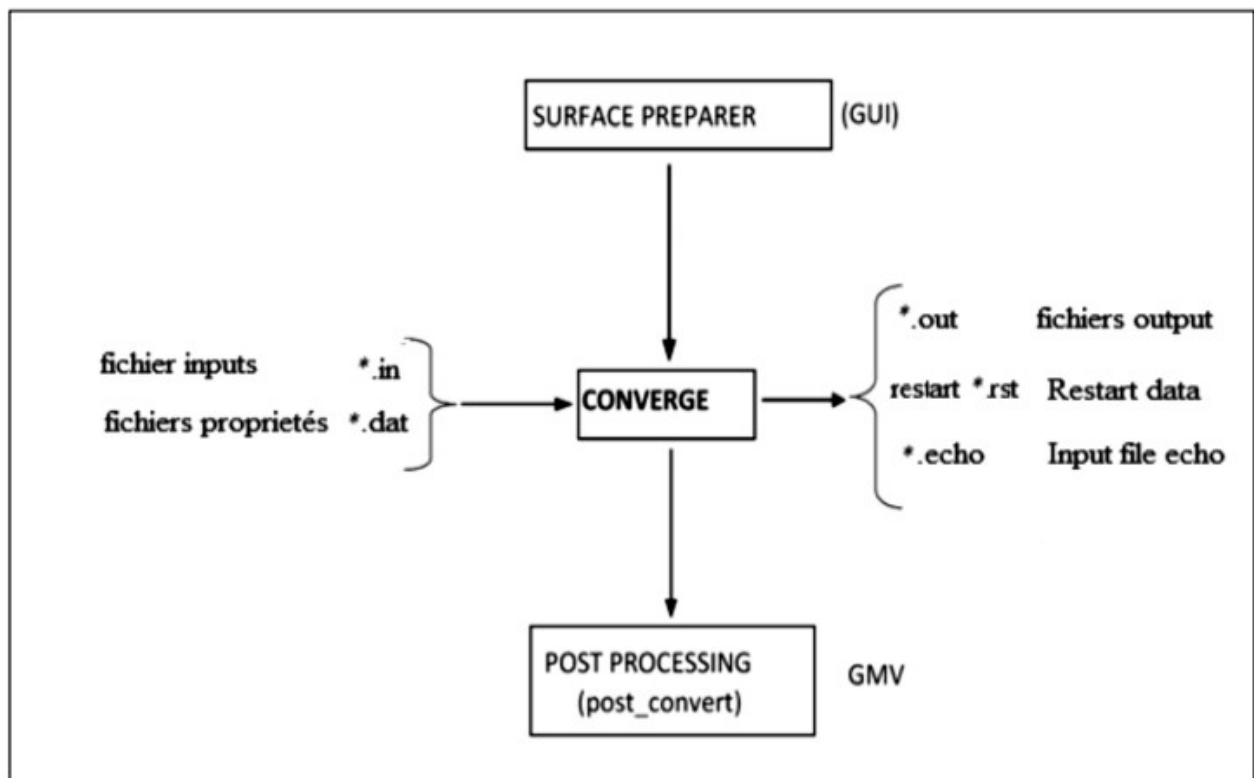 SURFACE PREPARER (GUI)
fichier inputs *.in
fichiers proprietés *.dat
CONVERGE
*.out fichiers output
restart *.rst Restart data
*.echo Input file echo
POST PROCESSING
(post_convert)
GMV